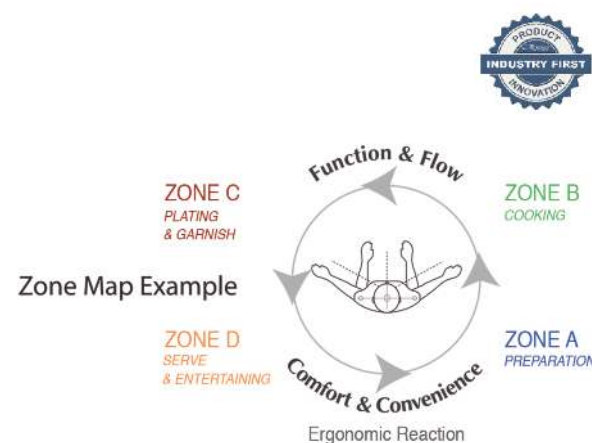 PRODUCT
INDUSTRY FIRST
INNOVATION
Function & Flow
ZONE C
PLATING
& GARNISH
ZONE B
COOKING
Zone Map Example
ZONE D
SERVE
& ENTERTAINING
ZONE A
PREPARATION
Comfort & Convenience
Ergonomic Reaction